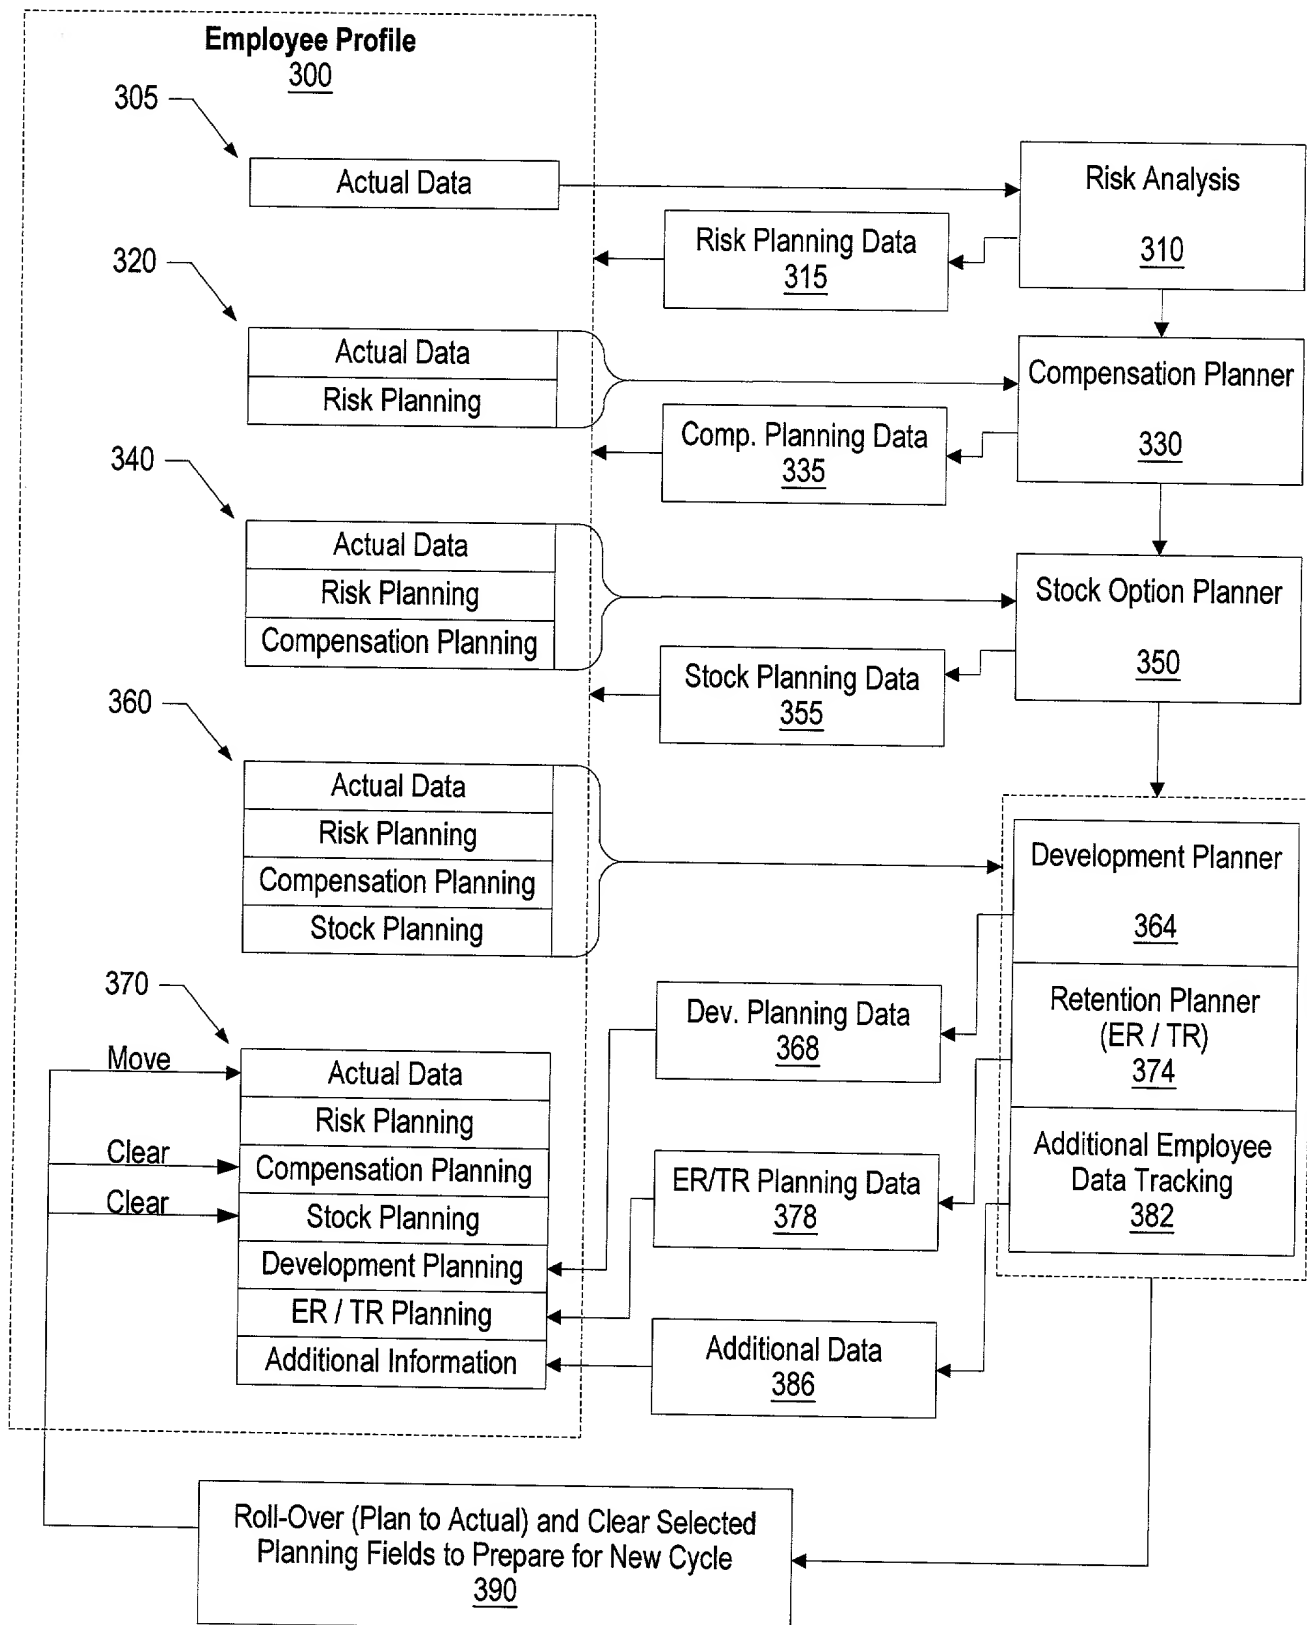 Employee Profile
300
305
Actual Data
Risk Analysis
310
Risk Planning Data
315
320
Actual Data
Risk Planning
Compensation Planner
330
Comp. Planning Data
335
340
Actual Data
Risk Planning
Compensation Planning
Stock Option Planner
350
Stock Planning Data
355
360
Actual Data
Risk Planning
Compensation Planning
Stock Planning
Development Planner
364
Retention Planner
(ER / TR)
374
Additional Employee
Data Tracking
382
Dev. Planning Data
368
ER/TR Planning Data
378
Additional Data
386
370
Move
Clear
Clear
Actual Data
Risk Planning
Compensation Planning
Stock Planning
Development Planning
ER / TR Planning
Additional Information
Roll-Over (Plan to Actual) and Clear Selected
Planning Fields to Prepare for New Cycle
390